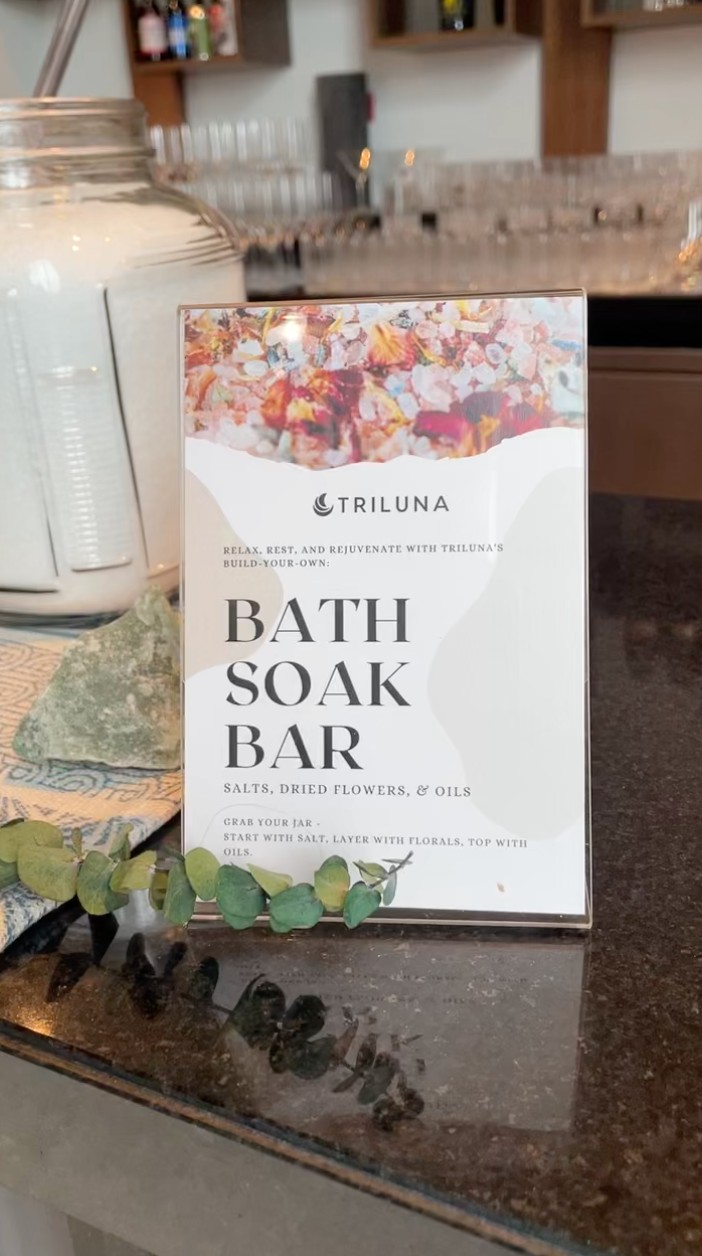 TRILUNA
RELAX, REST, AND REJUVENATE WITH TRILUNA'S
BUILD-YOUR-OWN:
BATH
SOAK
BAR
SALTS, DRIED FLOWERS, & OILS
GRAB YOUR JAR -
START WITH SALT, LAYER WITH FLORALS, TOP WITH
OILS.